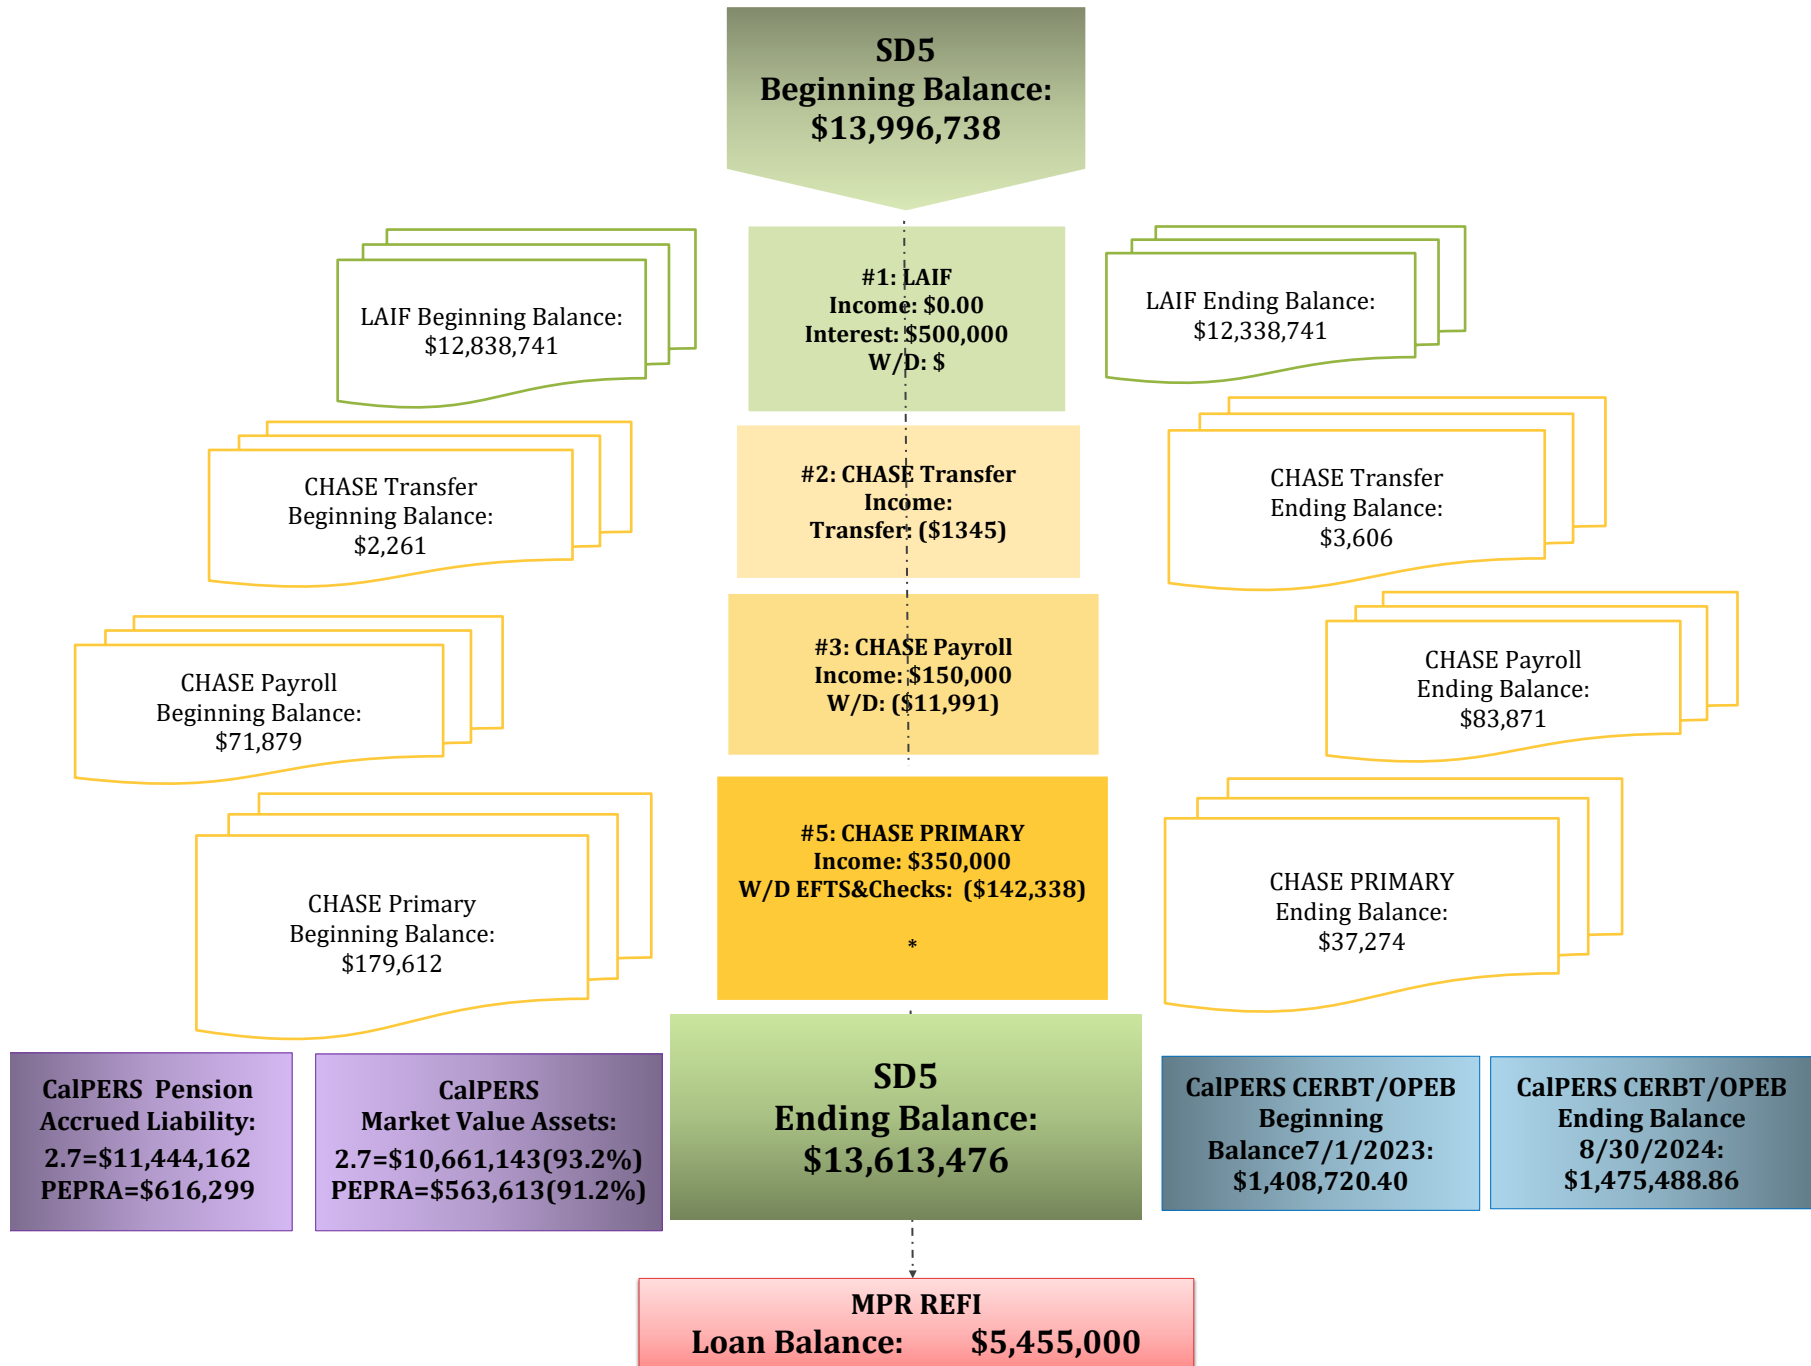 SD5
Beginning Balance:
$13,996,738
LAIF Beginning Balance:
$12,838,741
#1: LAIF
Income: $0.00
Interest: $500,000
W/D: $
LAIF Ending Balance:
$12,338,741
CHASE Transfer
Beginning Balance:
$2,261
#2: CHASE Transfer
Income:
Transfer: ($1345)
CHASE Transfer
Ending Balance:
$3,606
CHASE Payroll
Beginning Balance:
$71,879
#3: CHASE Payroll
Income: $150,000
W/D: ($11,991)
CHASE Payroll
Ending Balance:
$83,871
CHASE Primary
Beginning Balance:
$179,612
#5: CHASE PRIMARY
Income: $350,000
W/D EFTS&Checks: ($142,338)
*
CHASE PRIMARY
Ending Balance:
$37,274
CalPERS Pension
Accrued Liability:
2.7=$11,444,162
PEPRA=$616,299
CalPERS
Market Value Assets:
2.7=$10,661,143(93.2%)
PEPRA=$563,613(91.2%)
SD5
Ending Balance:
$13,613,476
CalPERS CERBT/OPEB
Beginning
Balance7/1/2023:
$1,408,720.40
CalPERS CERBT/OPEB
Ending Balance
8/30/2024:
$1,475,488.86
MPR REFI
Loan Balance: $5,455,000